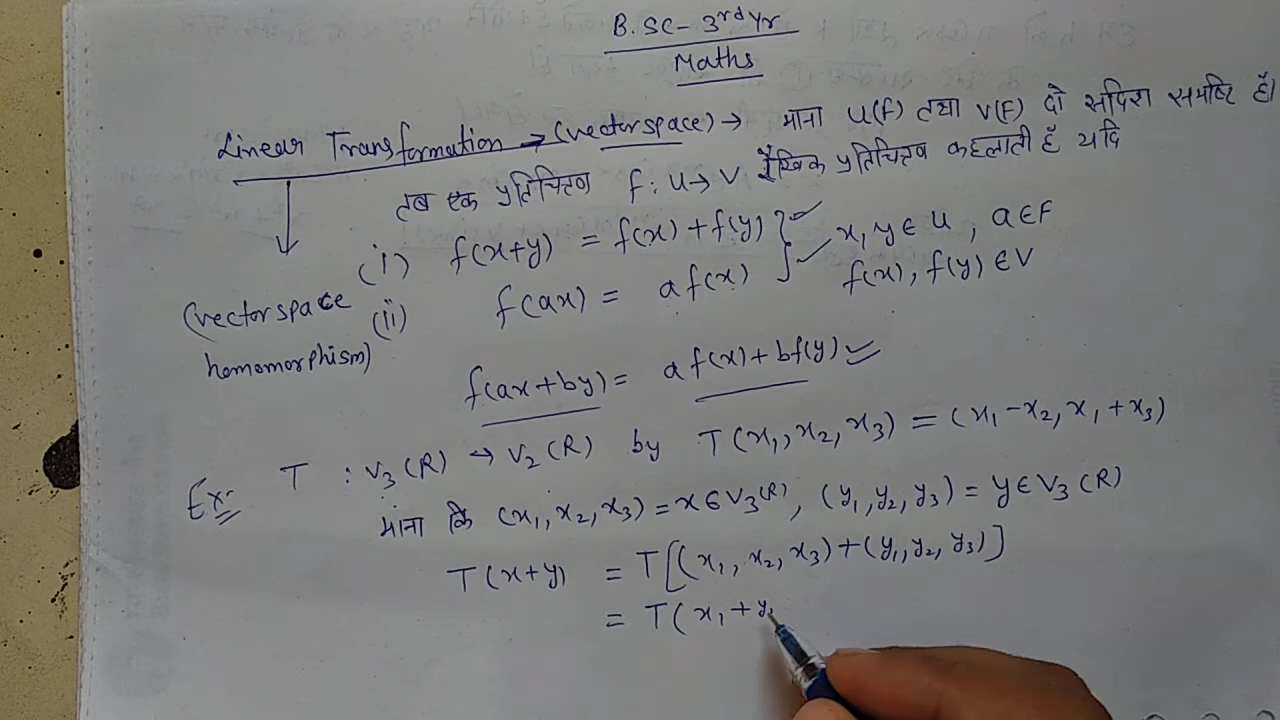 B.SC- 3rd Yr
Maths
Linear Transformation → (vectorspace) → माना U(F) तथा V(F) दो सदिश समष्टि हैं।
तब एक प्रतिचित्रण f: U→V रैखिक प्रतिचित्रण कहलाती है यदि
(i) f(x+y) = f(x)+f(y) } x, y ∈ U, a∈F
(ii) f(ax) = a f(x) f(x), f(y) ∈ V
(vectorspace
homomorphism)
f(ax+by) = a f(x)+bf(y)
Ex:- T : V₃(R) → V₂(R) by T(x₁, x₂, x₃) = (x₁-x₂, x₁+x₃)
माना कि (x₁, x₂, x₃) = x ∈ V₃(R), (y₁, y₂, y₃) = y ∈ V₃(R)
T(x+y) = T[(x₁, x₂, x₃)+(y₁, y₂, y₃)]
= T(x₁+y₁